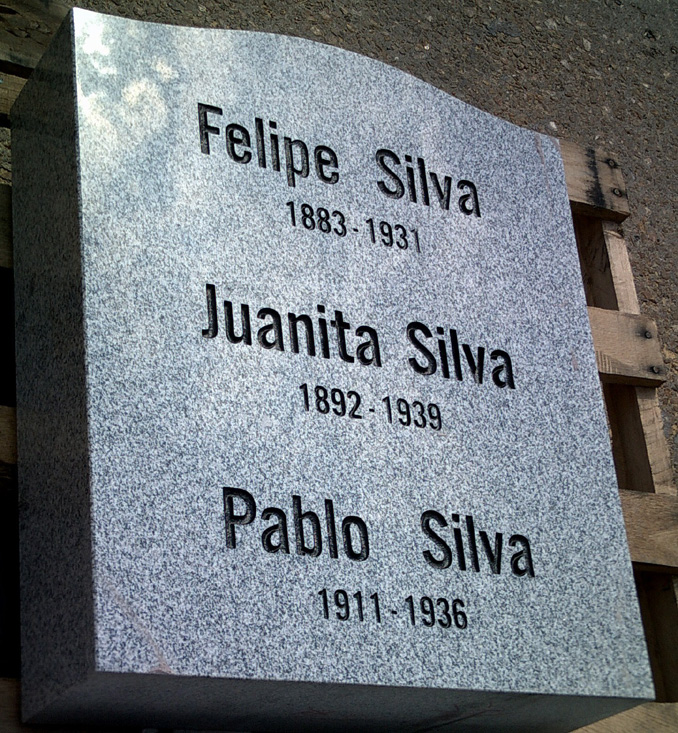 Felipe Silva
1883-1931
Juanita Silva
1892-1939
Pablo Silva
1911-1936